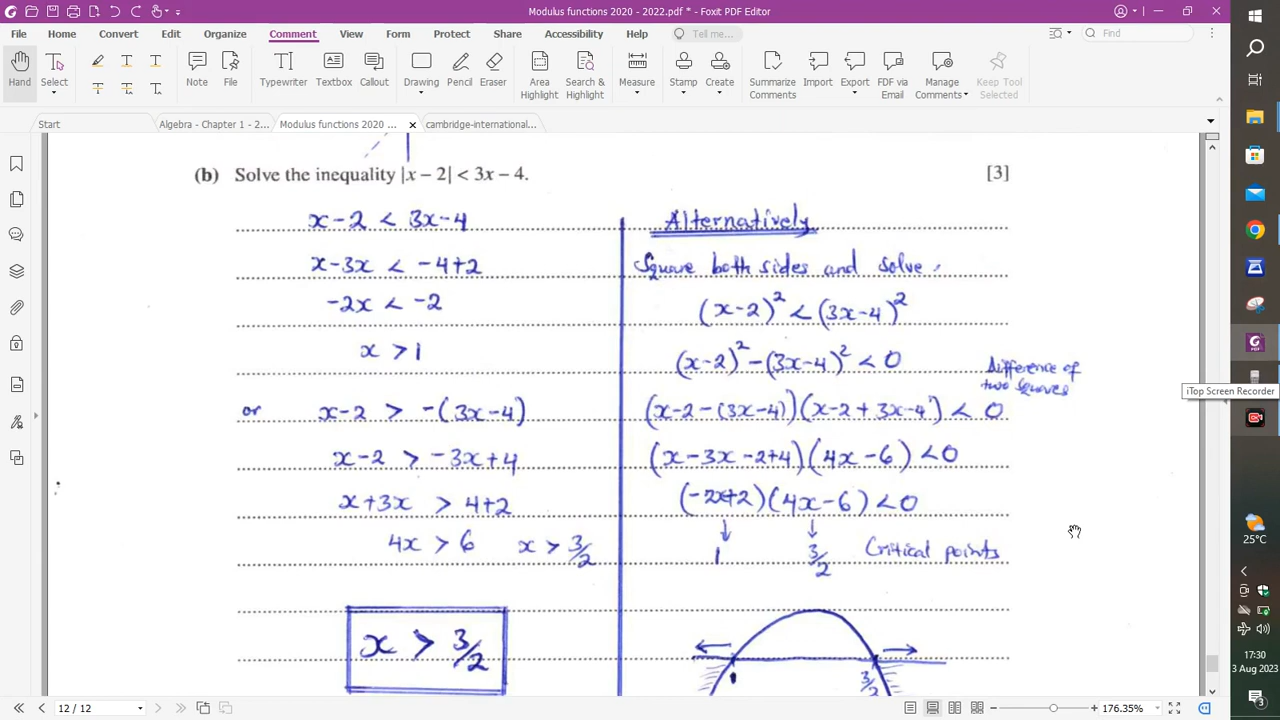 Modulus functions 2020 - 2022.pdf * - Foxit PDF Editor
File Home Convert Edit Organize Comment View Form Protect Share Accessibility Help Tell me... Find
Hand Select Note File Typewriter Textbox Callout Drawing Pencil Eraser Area Highlight Search & Highlight Measure Stamp Create Summarize Comments Import Export FDF via Email Manage Comments Keep Tool Selected
Start Algebra - Chapter 1 - 2... Modulus functions 2020 ... cambridge-international...
(b) Solve the inequality |x − 2| < 3x − 4. [3]
x-2 < 3x-4
x-3x < -4+2
-2x < -2
x > 1
or x-2 > -(3x-4)
x-2 > -3x+4
x+3x > 4+2
4x > 6 x > 3/2
x > 3/2
Alternatively
Square both sides and solve.
(x-2)² < (3x-4)²
(x-2)² - (3x-4)² < 0
Difference of
two squares
(x-2-(3x-4))(x-2+3x-4) < 0
(x-3x-2+4)(4x-6) < 0
(-2x+2)(4x-6) < 0
↓ ↓
1 3/2 Critical points
1 3/2
iTop Screen Recorder
25°C
17:30
3 Aug 2023
3
12 / 12
176.35%